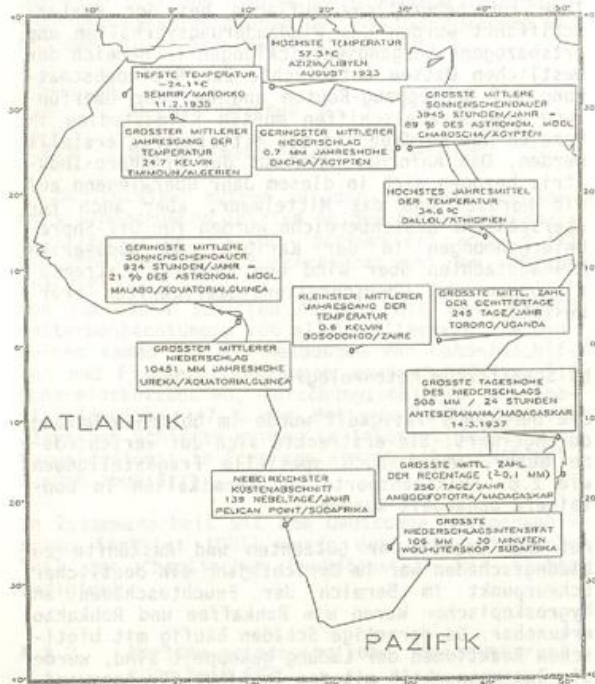 HÖCHSTE TEMPERATUR
57.3°C
AZIZIA/LIBYEN
AUGUST 1923
TIEFSTE TEMPERATUR
-24.1°C
SEMRIR/MAROKKO
11.2.1935
GRÖSSTE MITTLERE
SONNENSCHEINDAUER
3945 STUNDEN/JAHR =
89 % DES ASTRONOM. MÖGL.
CHAROSCHA/ÄGYPTEN
GRÖSSTER MITTLERER
JAHRESGANG DER
TEMPERATUR
24.7 KELVIN
TIMMOUN/ALGERIEN
GERINGSTER MITTLERER
NIEDERSCHLAG
0.7 MM JAHRESHÖHE
DACHLA/ÄGYPTEN
HÖCHSTES JAHRESMITTEL
DER TEMPERATUR
34.6°C
DALLOL/ÄTHIOPIEN
GERINGSTE MITTLERE
SONNENSCHEINDAUER
924 STUNDEN/JAHR =
21 % DES ASTRONOM. MÖGL.
MALABO/ÄQUATORIALGUINEA
KLEINSTER MITTLERER
JAHRESGANG DER
TEMPERATUR
0.6 KELVIN
BOSODONGO/ZAIRE
GRÖSSTE MITTL. ZAHL
DER GEWITTERTAGE
245 TAGE/JAHR
TORORO/UGANDA
GRÖSSTER MITTLERER
NIEDERSCHLAG
10451 MM JAHRESHÖHE
UREKA/ÄQUATORIALGUINEA
GRÖSSTE TAGESHÖHE
DES NIEDERSCHLAGS
508 MM / 24 STUNDEN
ANTSERANANA/MADAGASKAR
14.3.1937
ATLANTIK
NEBELREICHSTER
KÜSTENABSCHNITT
139 NEBELTAGE/JAHR
PELICAN POINT/SÜDAFRIKA
GRÖSSTE MITTL. ZAHL
DER REGENTAGE (≥0,1 MM)
250 TAGE/JAHR
AMBODIFOTOTRA/MADAGASKAR
GRÖSSTE
NIEDERSCHLAGSINTENSITÄT
106 MM / 30 MINUTEN
WOLHUTERSKOP/SÜDAFRIKA
PAZIFIK